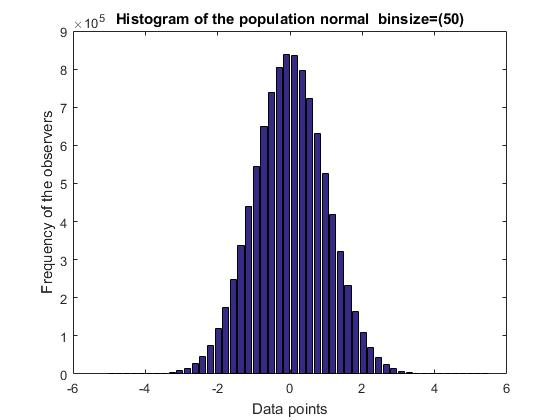 Histogram of the population normal binsize=(50)
×10^5
9
8
7
6
5
4
3
2
1
0
Frequency of the observers
-6 -4 -2 0 2 4 6
Data points